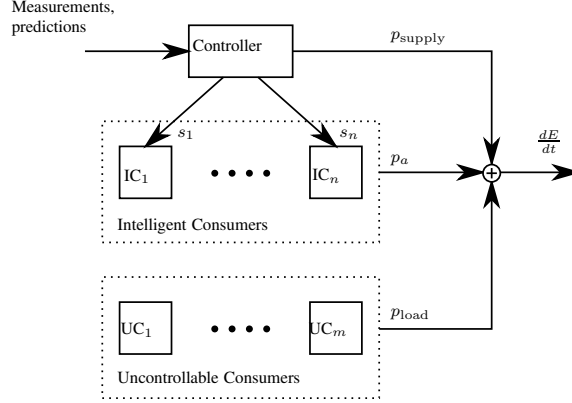 Measurements,
predictions
Controller
p_supply
s_1
s_n
dE
dt
IC_1
IC_n
p_a
+
Intelligent Consumers
UC_1
UC_m
p_load
Uncontrollable Consumers